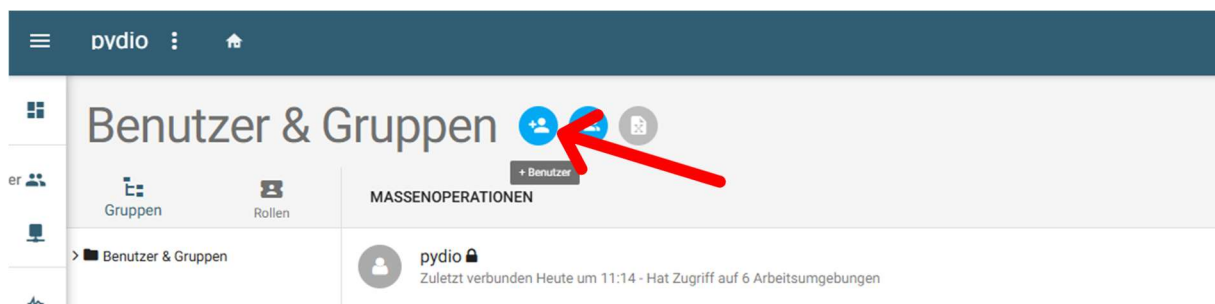 pydio
Benutzer & Gruppen
+ Benutzer
er
Gruppen
Rollen
MASSENOPERATIONEN
Benutzer & Gruppen
pydio
Zuletzt verbunden Heute um 11:14 - Hat Zugriff auf 6 Arbeitsumgebungen